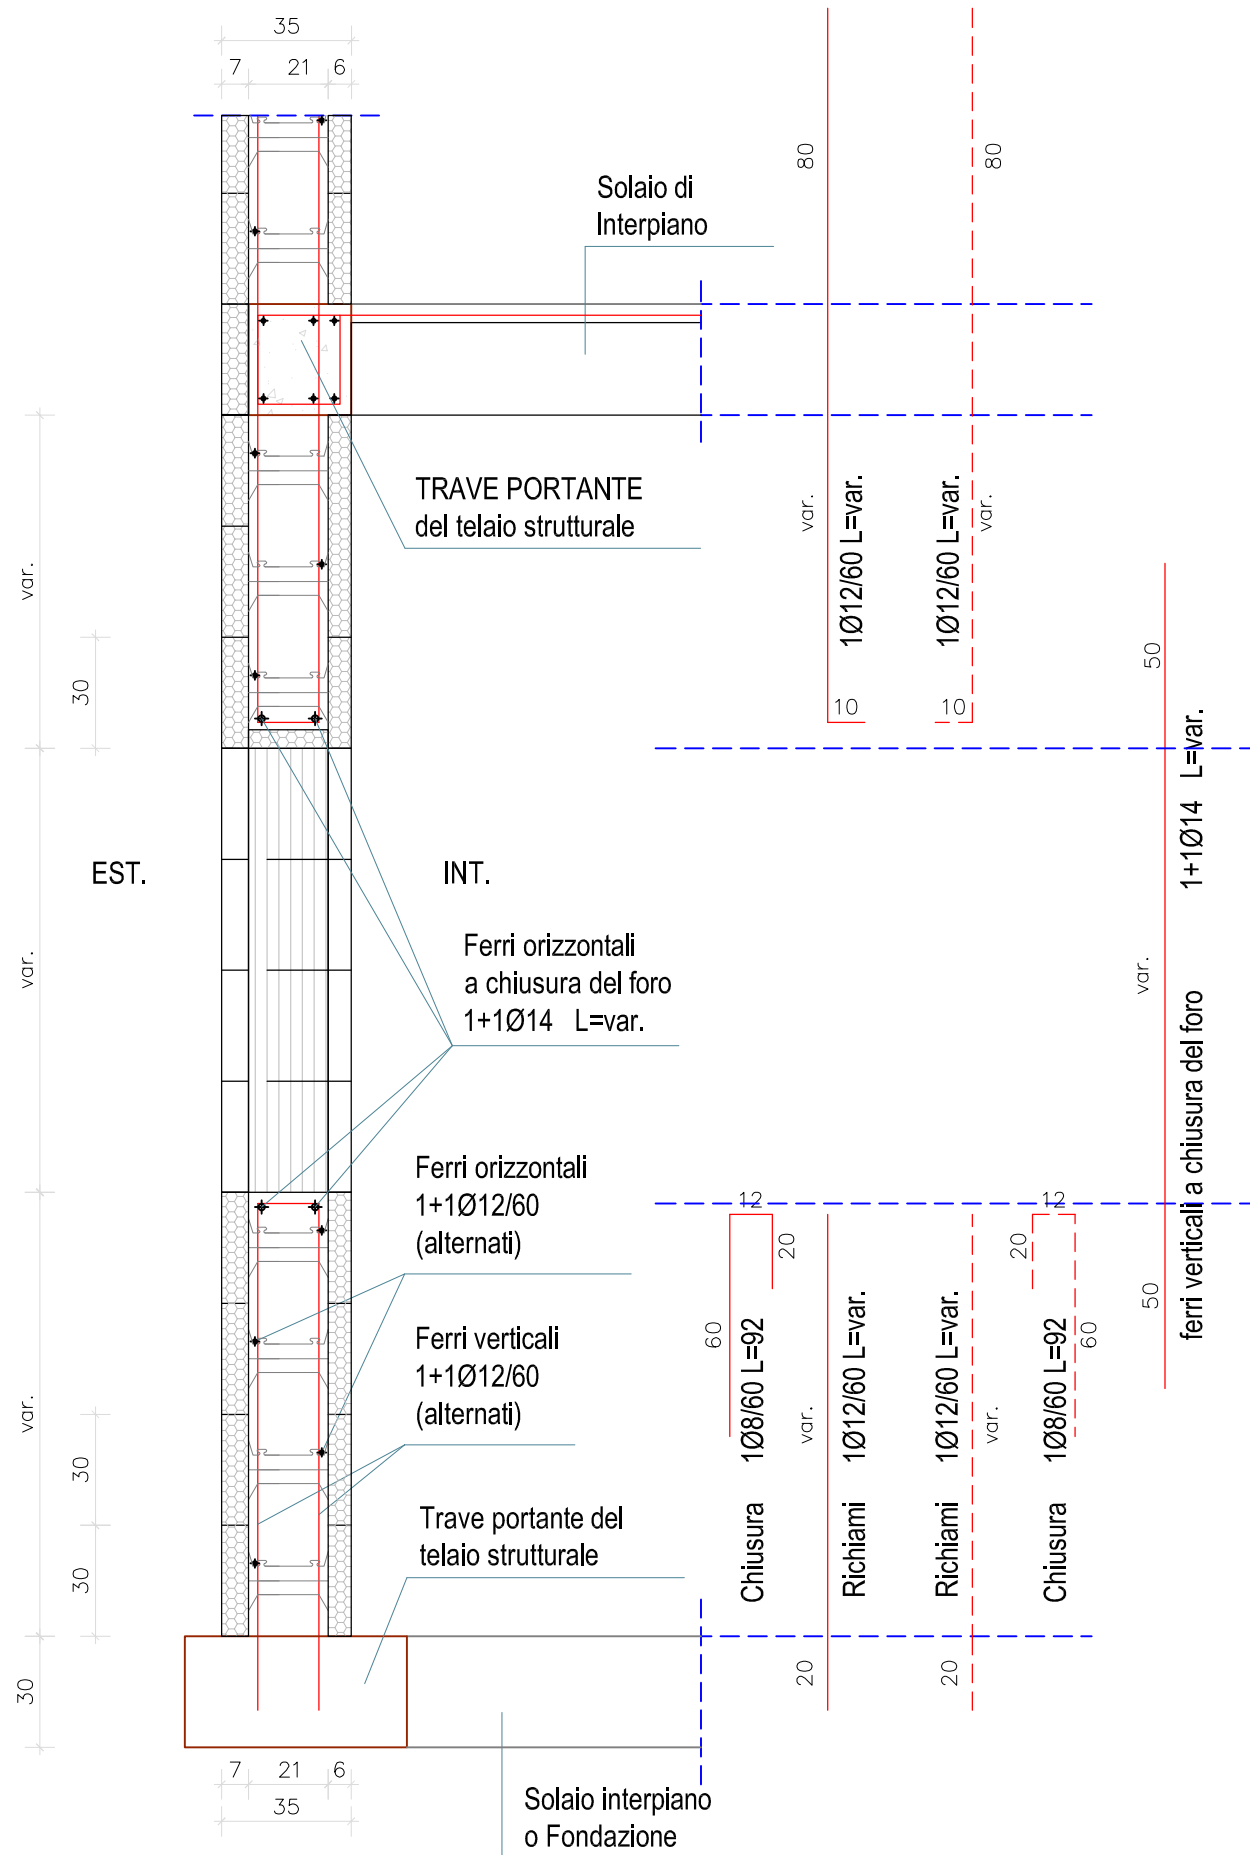 35
7 21 6
80
80
Solaio di
Interpiano
TRAVE PORTANTE
del telaio strutturale
var.
1Ø12/60 L=var.
1Ø12/60 L=var.
var.
var.
30
10
10
50
1+1Ø14 L=var.
EST.
INT.
var.
Ferri orizzontali
a chiusura del foro
1+1Ø14 L=var.
var.
ferri verticali a chiusura del foro
Ferri orizzontali
1+1Ø12/60
(alternati)
12
20
60
12
20
60
50
Ferri verticali
1+1Ø12/60
(alternati)
var.
30
30
Chiusura 1Ø8/60 L=92
var.
Richiami 1Ø12/60 L=var.
Richiami 1Ø12/60 L=var.
var.
Chiusura 1Ø8/60 L=92
Trave portante del
telaio strutturale
30
20
20
7 21 6
35
Solaio interpiano
o Fondazione